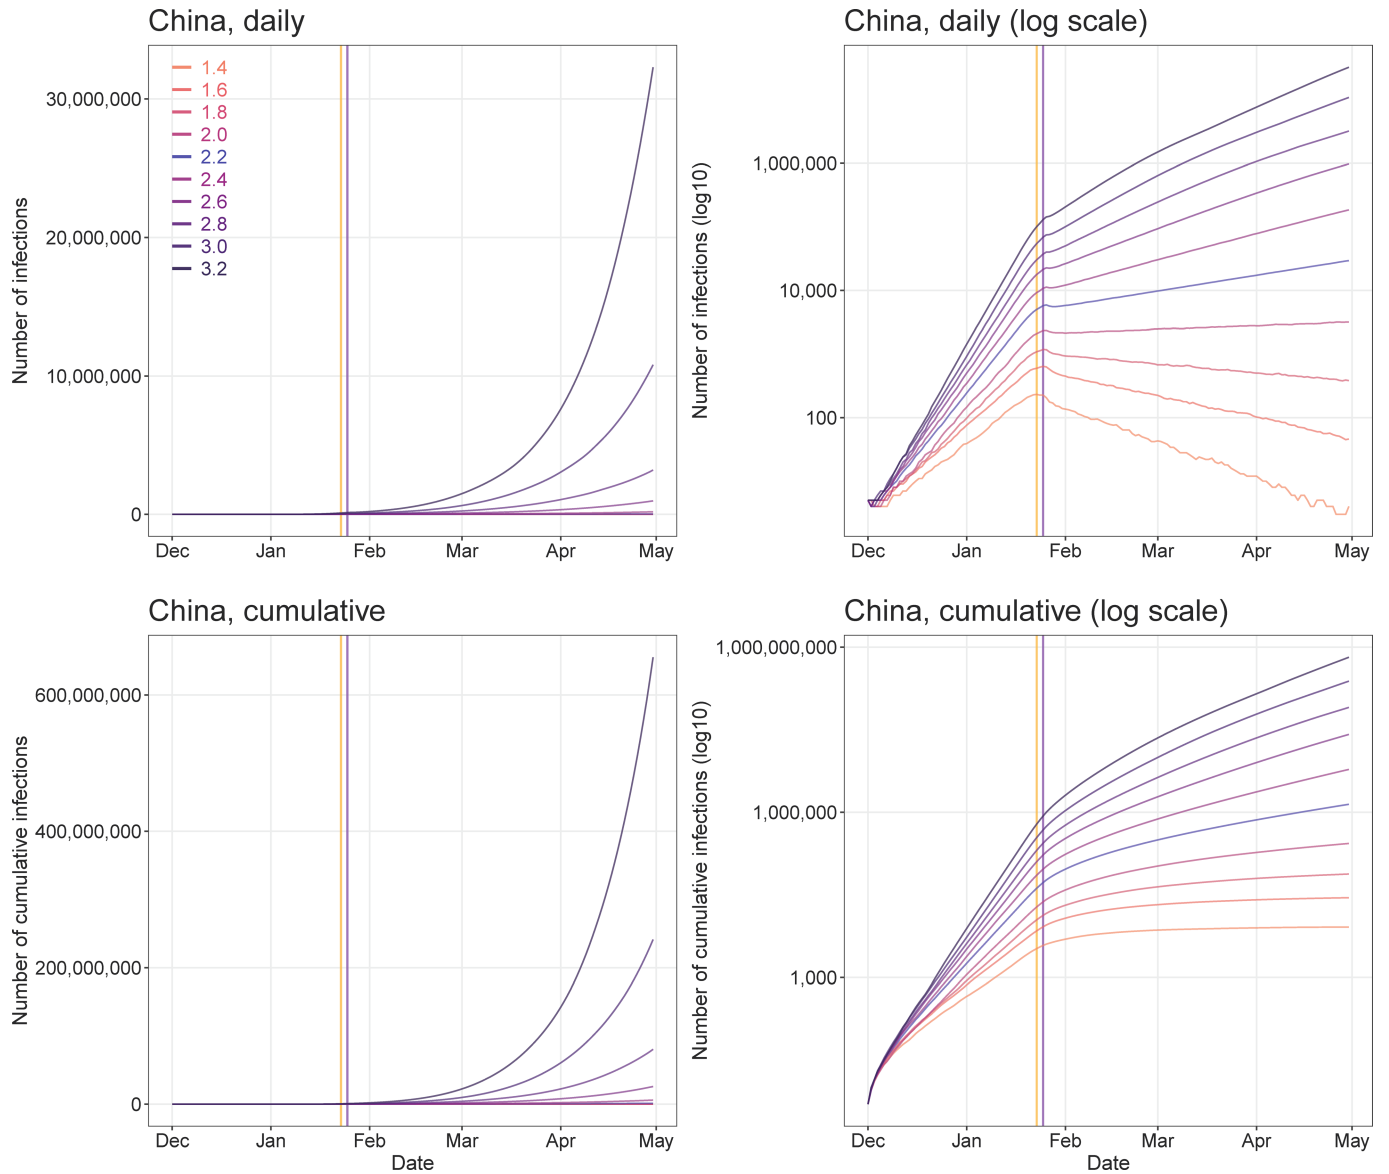 China, daily
Number of infections
30,000,000
20,000,000
10,000,000
0
1.4
1.6
1.8
2.0
2.2
2.4
2.6
2.8
3.0
3.2
Dec
Jan
Feb
Mar
Apr
May
China, daily (log scale)
Number of infections (log10)
1,000,000
10,000
100
Dec
Jan
Feb
Mar
Apr
May
China, cumulative
Number of cumulative infections
600,000,000
400,000,000
200,000,000
0
Dec
Jan
Feb
Mar
Apr
May
Date
China, cumulative (log scale)
Number of cumulative infections (log10)
1,000,000,000
1,000,000
1,000
Dec
Jan
Feb
Mar
Apr
May
Date